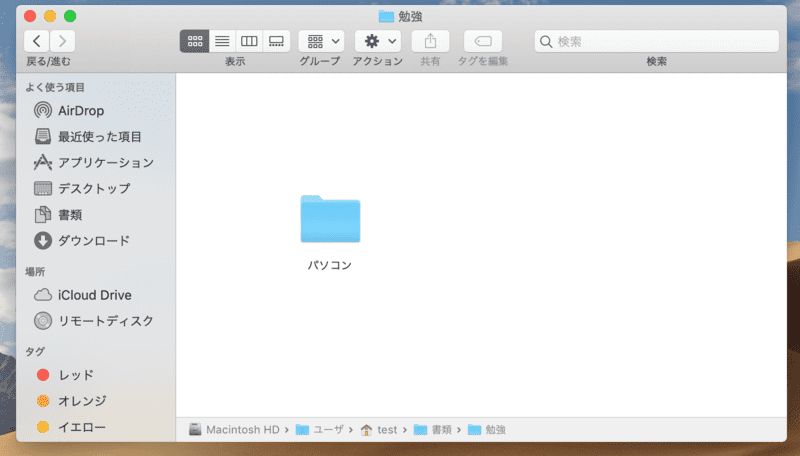 勉強
検索
戻る/進む
表示
グループ
アクション
共有
タグを編集
検索
よく使う項目
AirDrop
最近使った項目
アプリケーション
デスクトップ
書類
ダウンロード
場所
iCloud Drive
リモートディスク
タグ
レッド
オレンジ
イエロー
パソコン
Macintosh HD › ユーザ › test › 書類 › 勉強